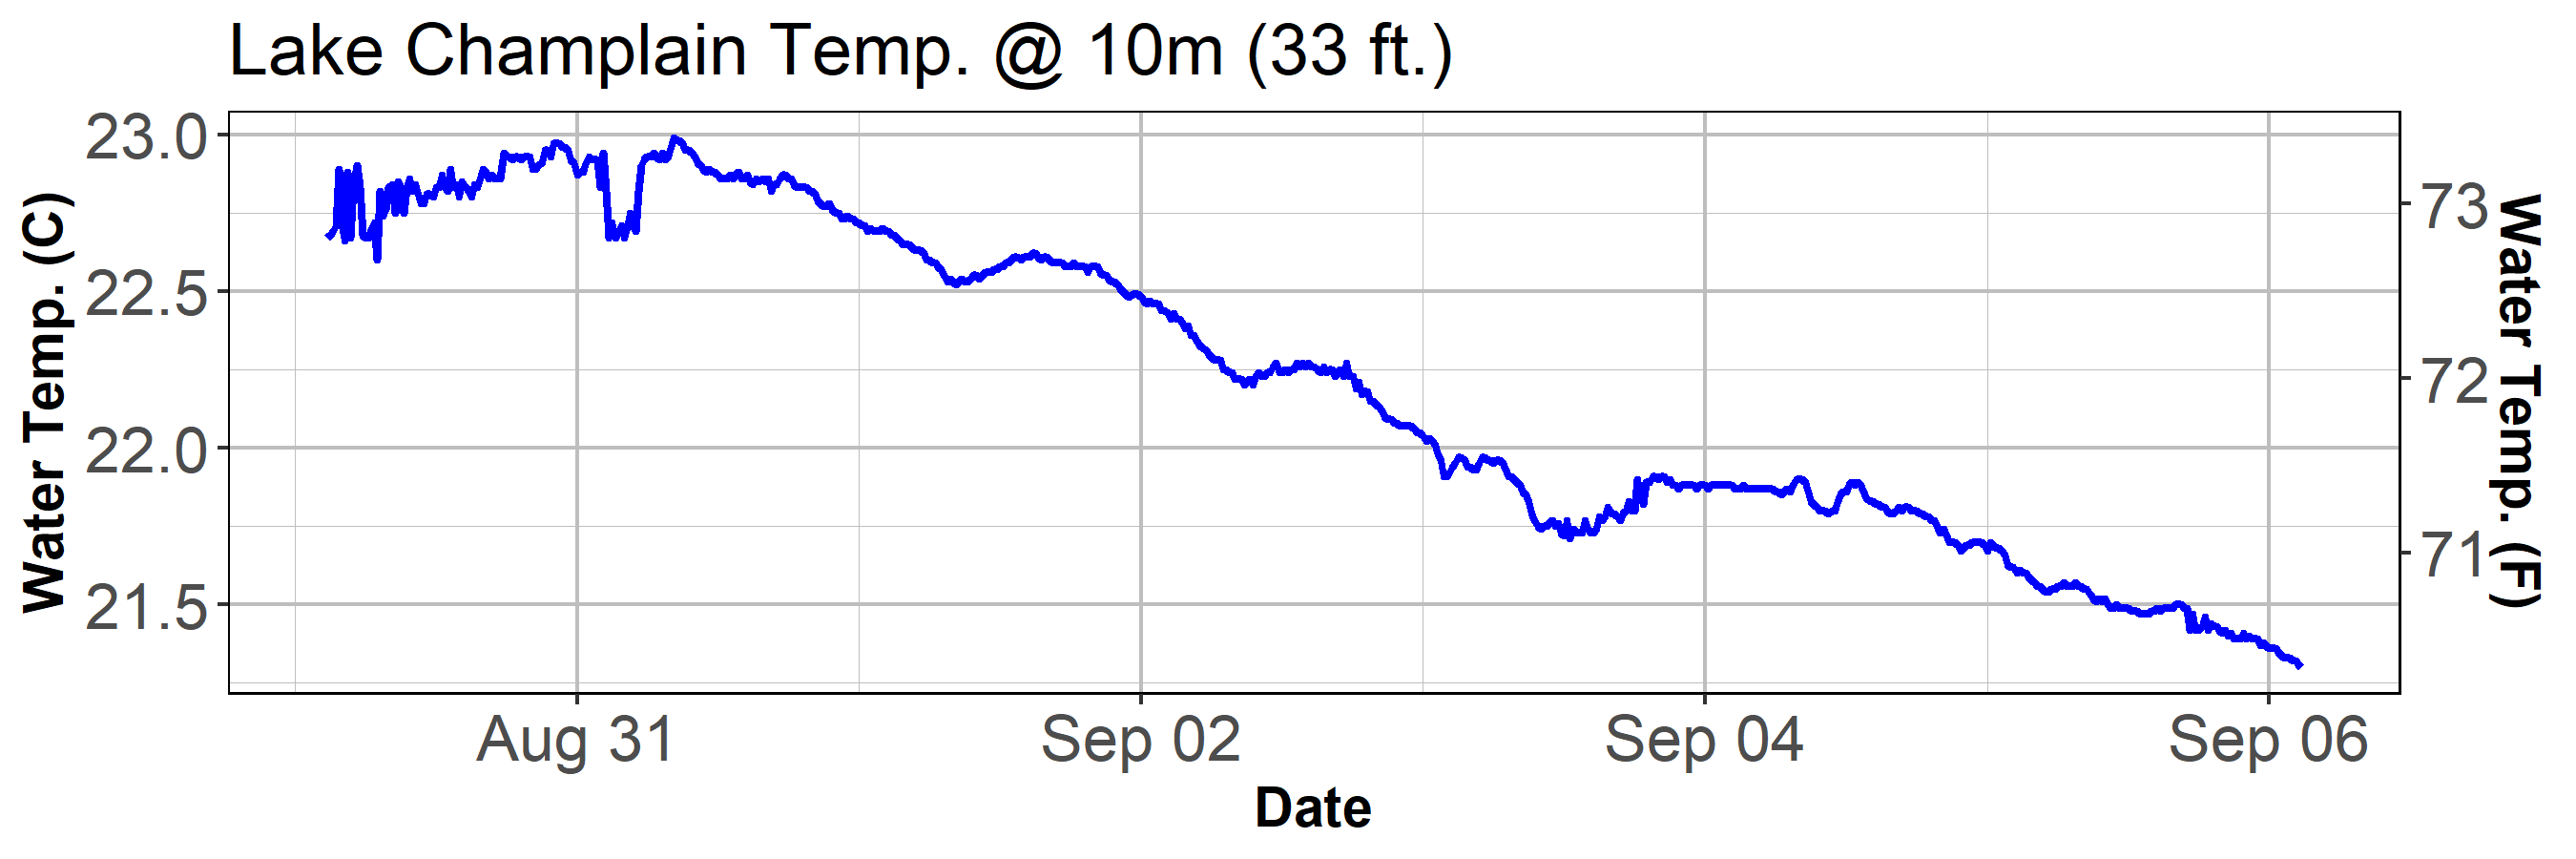 Lake Champlain Temp. @ 10m (33 ft.)
Water Temp. (C)
23.0
22.5
22.0
21.5
73
72
71
Water Temp. (F)
Aug 31
Sep 02
Sep 04
Sep 06
Date